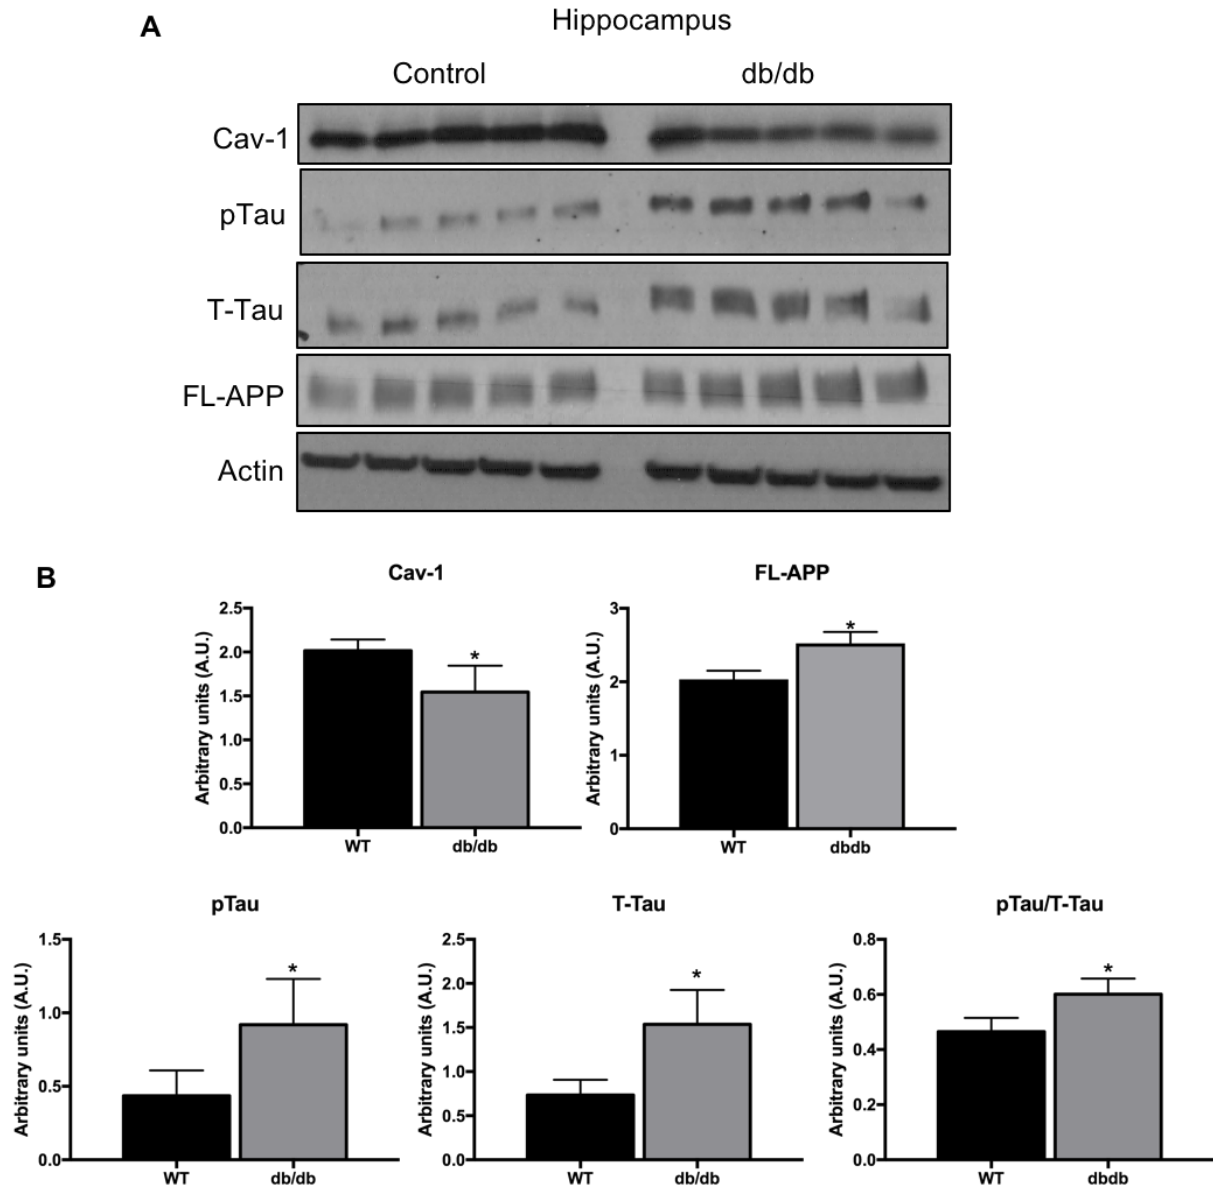 A
Hippocampus
Control db/db
Cav-1
pTau
T-Tau
FL-APP
Actin
B
Cav-1
Arbitrary units (A.U.)
2.5
2.0
1.5
1.0
0.5
0.0
WT db/db
*
FL-APP
Arbitrary units (A.U.)
3
2
1
0
WT dbdb
*
pTau
Arbitrary units (A.U.)
1.5
1.0
0.5
0.0
WT db/db
*
T-Tau
Arbitrary units (A.U.)
2.5
2.0
1.5
1.0
0.5
0.0
WT db/db
*
pTau/T-Tau
Arbitrary units (A.U.)
0.8
0.6
0.4
0.2
0.0
WT dbdb
*